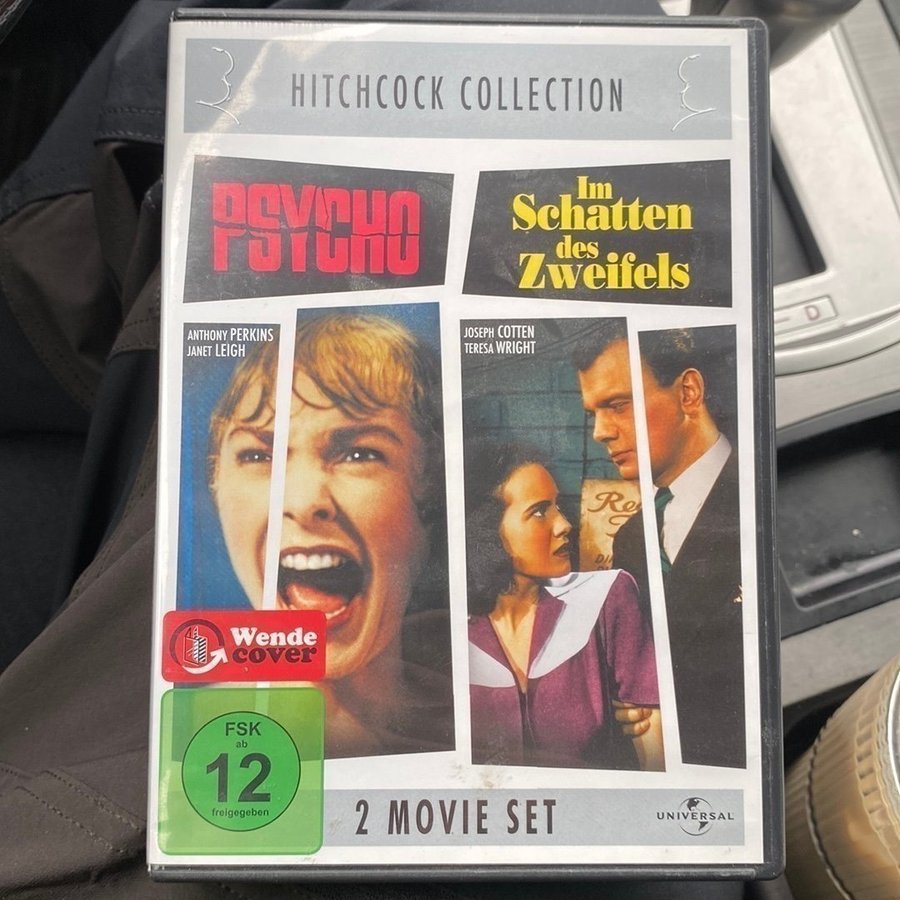 HITCHCOCK COLLECTION
PSYCHO
Im
Schatten
des
Zweifels
ANTHONY PERKINS
JANET LEIGH
JOSEPH COTTEN
TERESA WRIGHT
Wende
cover
FSK
ab
12
freigegeben
2 MOVIE SET
UNIVERSAL
D